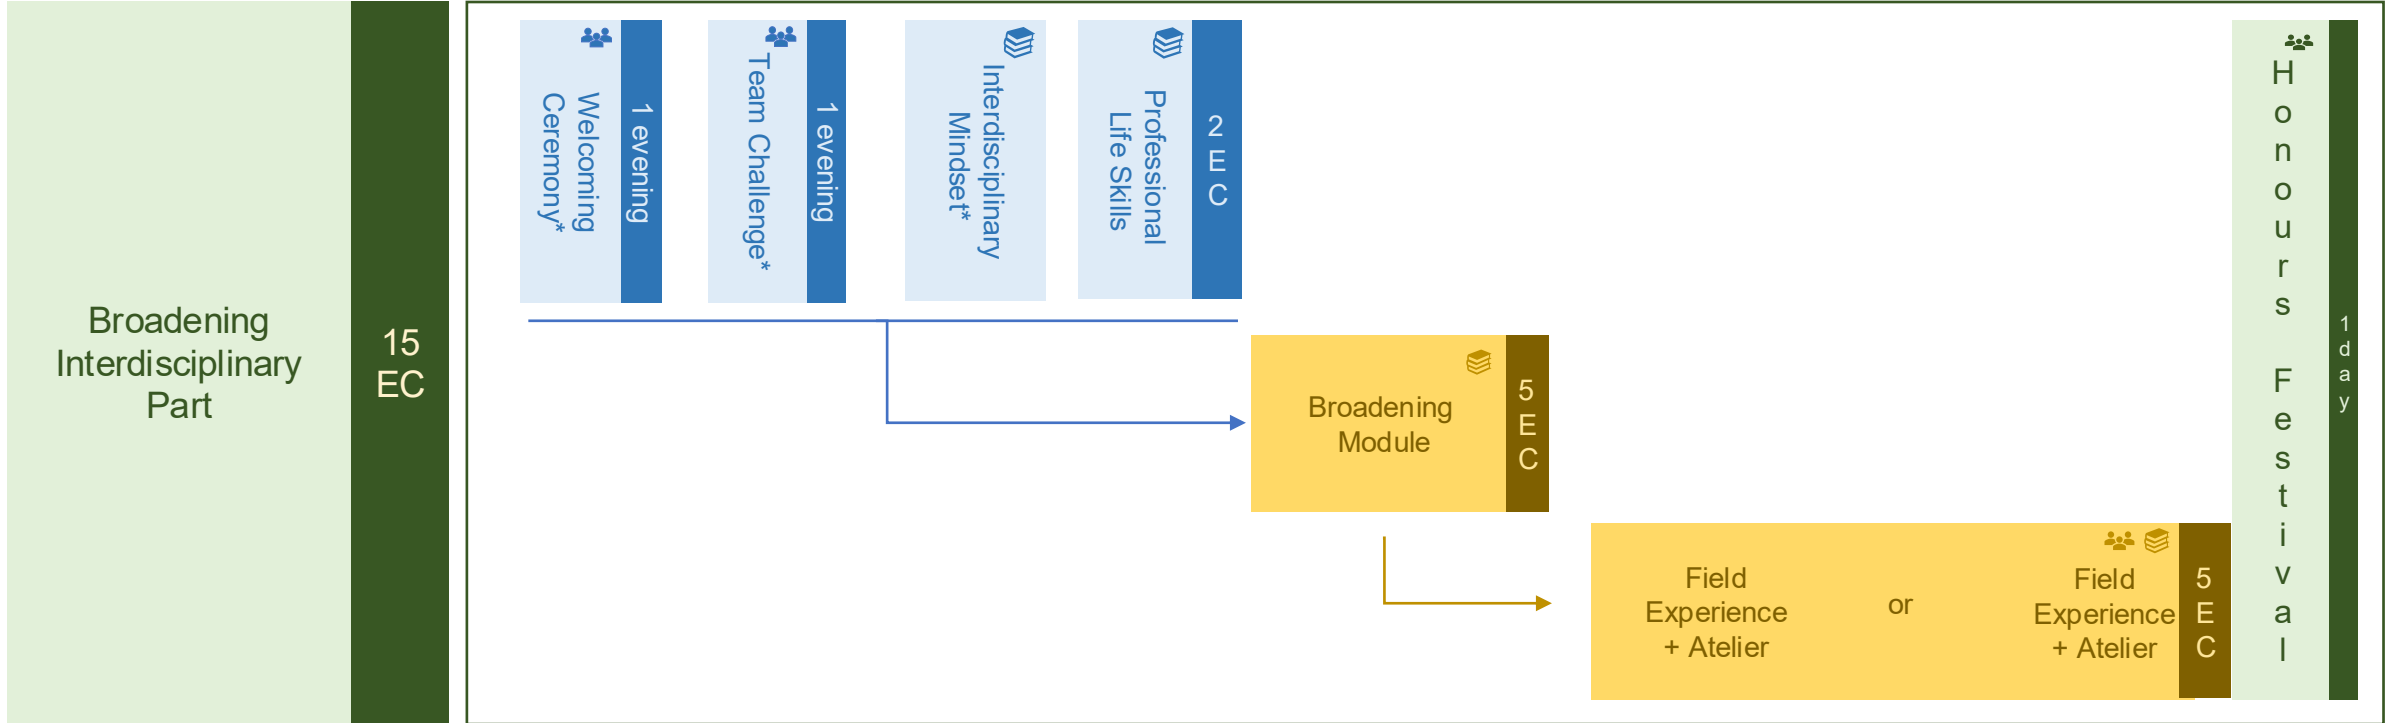 Broadening
Interdisciplinary
Part
15
EC
Welcoming
Ceremony*
1 evening
Team Challenge*
1 evening
Interdisciplinary
Mindset*
Professional
Life Skills
2
E
C
Broadening
Module
5
E
C
Field
Experience
+ Atelier
or
Field
Experience
+ Atelier
5
E
C
Honours Festival
1 day